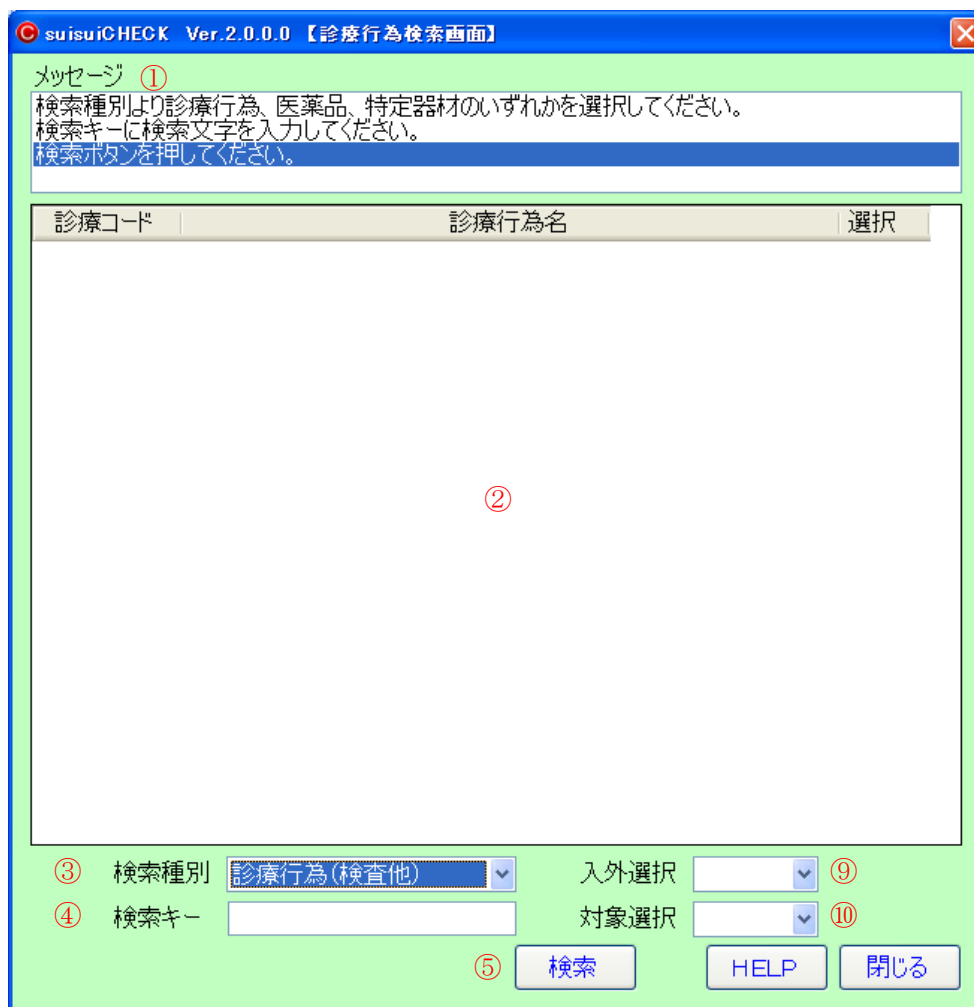 suisuiCHECK Ver.2.0.0.0 【診療行為検索画面】
メッセージ ①
検索種別より診療行為、医薬品、特定器材のいずれかを選択してください。
検索キーに検索文字を入力してください。
検索ボタンを押してください。
診療コード 診療行為名 選択
②
③ 検索種別 診療行為(検査他) 入外選択 ⑨
④ 検索キー 対象選択 ⑩
⑤ 検索 HELP 閉じる